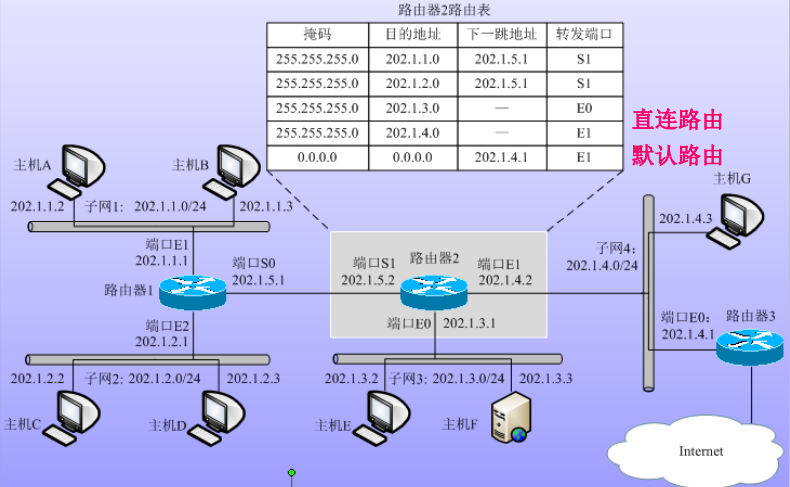 路由器2路由表
掩码 目的地址 下一跳地址 转发端口
255.255.255.0 202.1.1.0 202.1.5.1 S1
255.255.255.0 202.1.2.0 202.1.5.1 S1
255.255.255.0 202.1.3.0 — E0
255.255.255.0 202.1.4.0 — E1
0.0.0.0 0.0.0.0 202.1.4.1 E1
直连路由
默认路由
主机A
主机B
主机G
202.1.1.2 子网1: 202.1.1.0/24 202.1.1.3
202.1.4.3
端口E1
202.1.1.1
子网4:
202.1.4.0/24
路由器1
端口S0
202.1.5.1
端口S1
202.1.5.2
路由器2
端口E1
202.1.4.2
端口E0 202.1.3.1
端口E0:
202.1.4.1
路由器3
端口E2
202.1.2.1
202.1.2.2 子网2: 202.1.2.0/24 202.1.2.3
202.1.3.2 子网3: 202.1.3.0/24 202.1.3.3
主机C
主机D
主机E
主机F
Internet